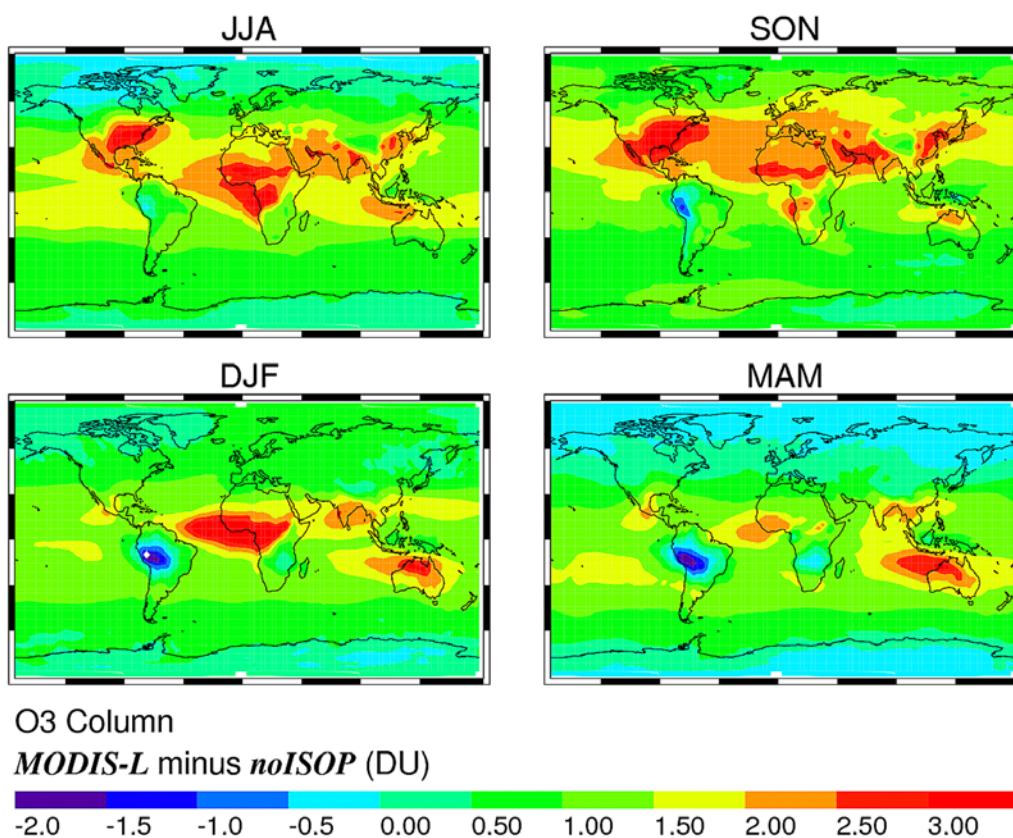 JJA
SON
DJF
MAM
O3 Column
MODIS-L minus noISOP (DU)
-2.0 -1.5 -1.0 -0.5 0.00 0.50 1.00 1.50 2.00 2.50 3.00